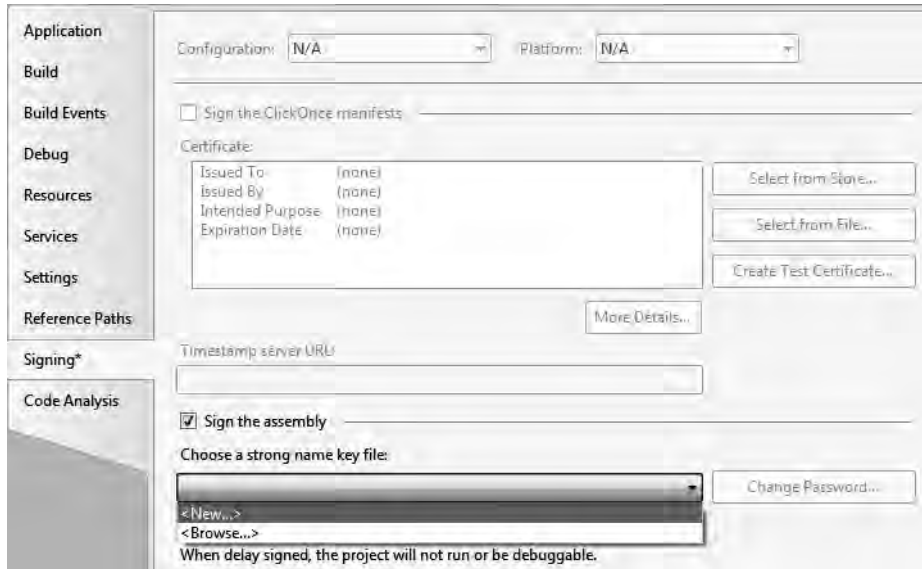 Application
Build
Build Events
Debug
Resources
Services
Settings
Reference Paths
Signing*
Code Analysis
Configuration: N/A Platform: N/A
Sign the ClickOnce manifests
Certificate:
Issued To (none)
Issued By (none)
Intended Purpose (none)
Expiration Date (none)
Select from Store...
Select from File...
Create Test Certificate...
More Details...
Timestamp server URL:
Sign the assembly
Choose a strong name key file:
Change Password...
<New...>
<Browse...>
When delay signed, the project will not run or be debuggable.